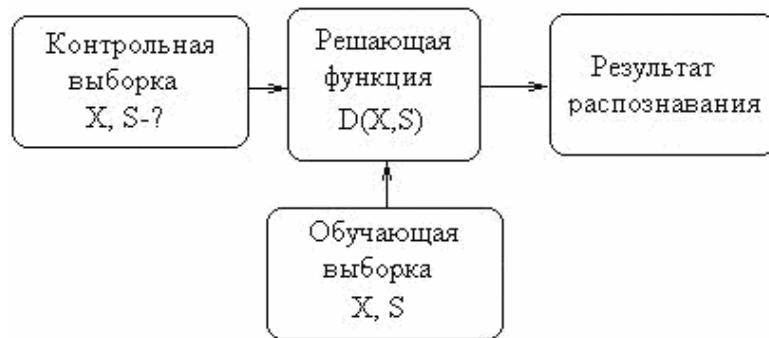 Контрольная
выборка
X, S-?
Решающая
функция
D(X,S)
Результат
распознавания
Обучающая
выборка
X, S